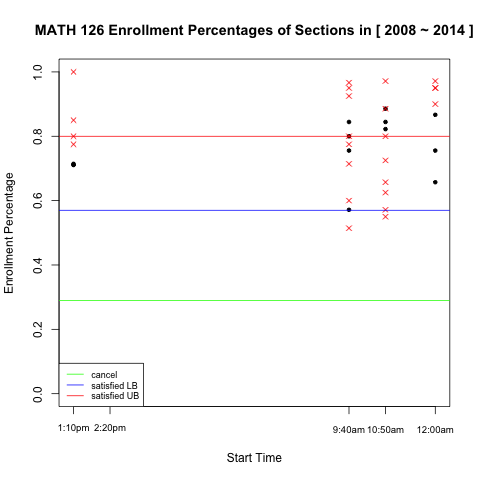 MATH 126 Enrollment Percentages of Sections in [ 2008 ~ 2014 ]
Enrollment Percentage
1.0
0.8
0.6
0.4
0.2
0.0
cancel
satisfied LB
satisfied UB
1:10pm 2:20pm 9:40am 10:50am 12:00am
Start Time